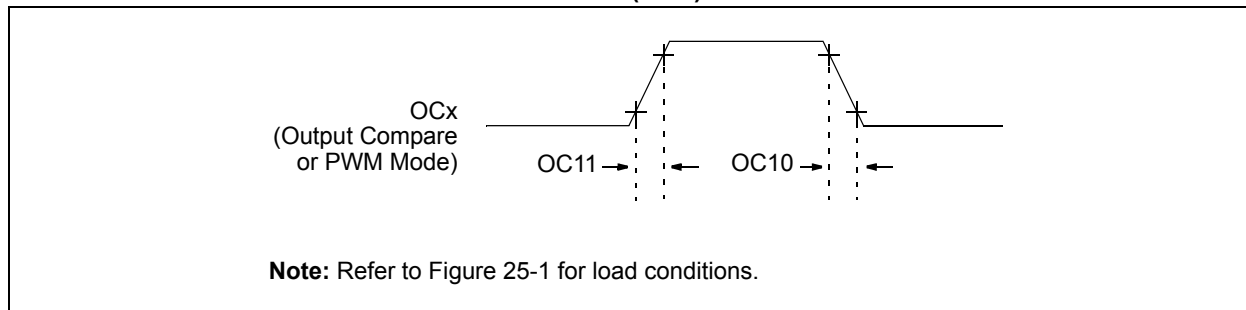 OCx
(Output Compare
or PWM Mode)
OC11
OC10
Note: Refer to Figure 25-1 for load conditions.